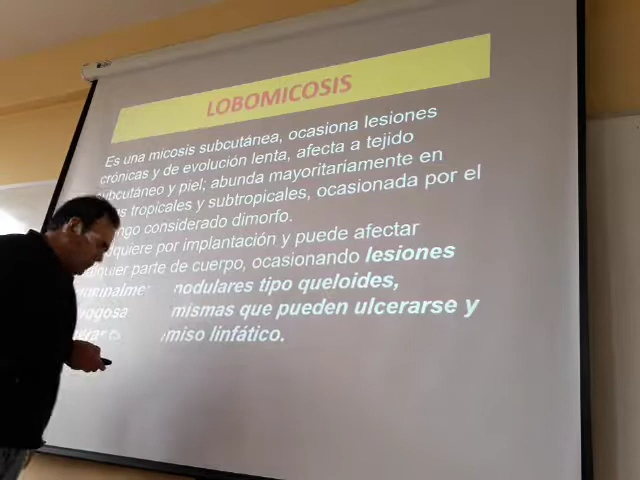 LOBOMICOSIS
Es una micosis subcutánea, ocasiona lesiones
crónicas y de evolución lenta, afecta a tejido
subcutáneo y piel; abunda mayoritariamente en
tropicales y subtropicales, ocasionada por el
considerado dimorfo.
por implantación y puede afectar
parte de cuerpo, ocasionando lesiones
nodulares tipo queloides,
mismas que pueden ulcerarse y
linfático.